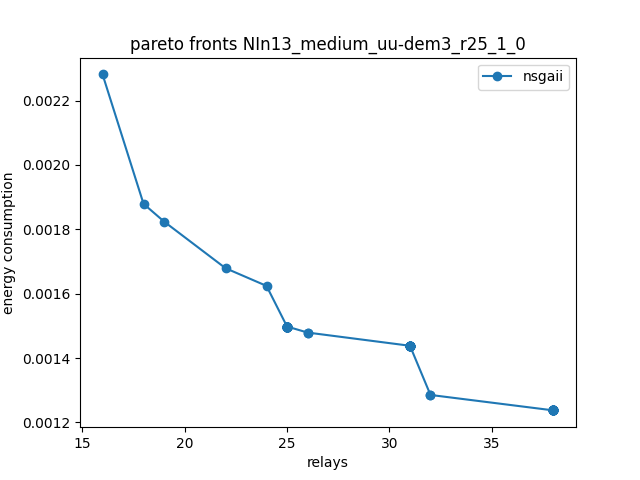 pareto fronts NIn13_medium_uu-dem3_r25_1_0
nsgaii
energy consumption
0.0022
0.0020
0.0018
0.0016
0.0014
0.0012
15 20 25 30 35
relays